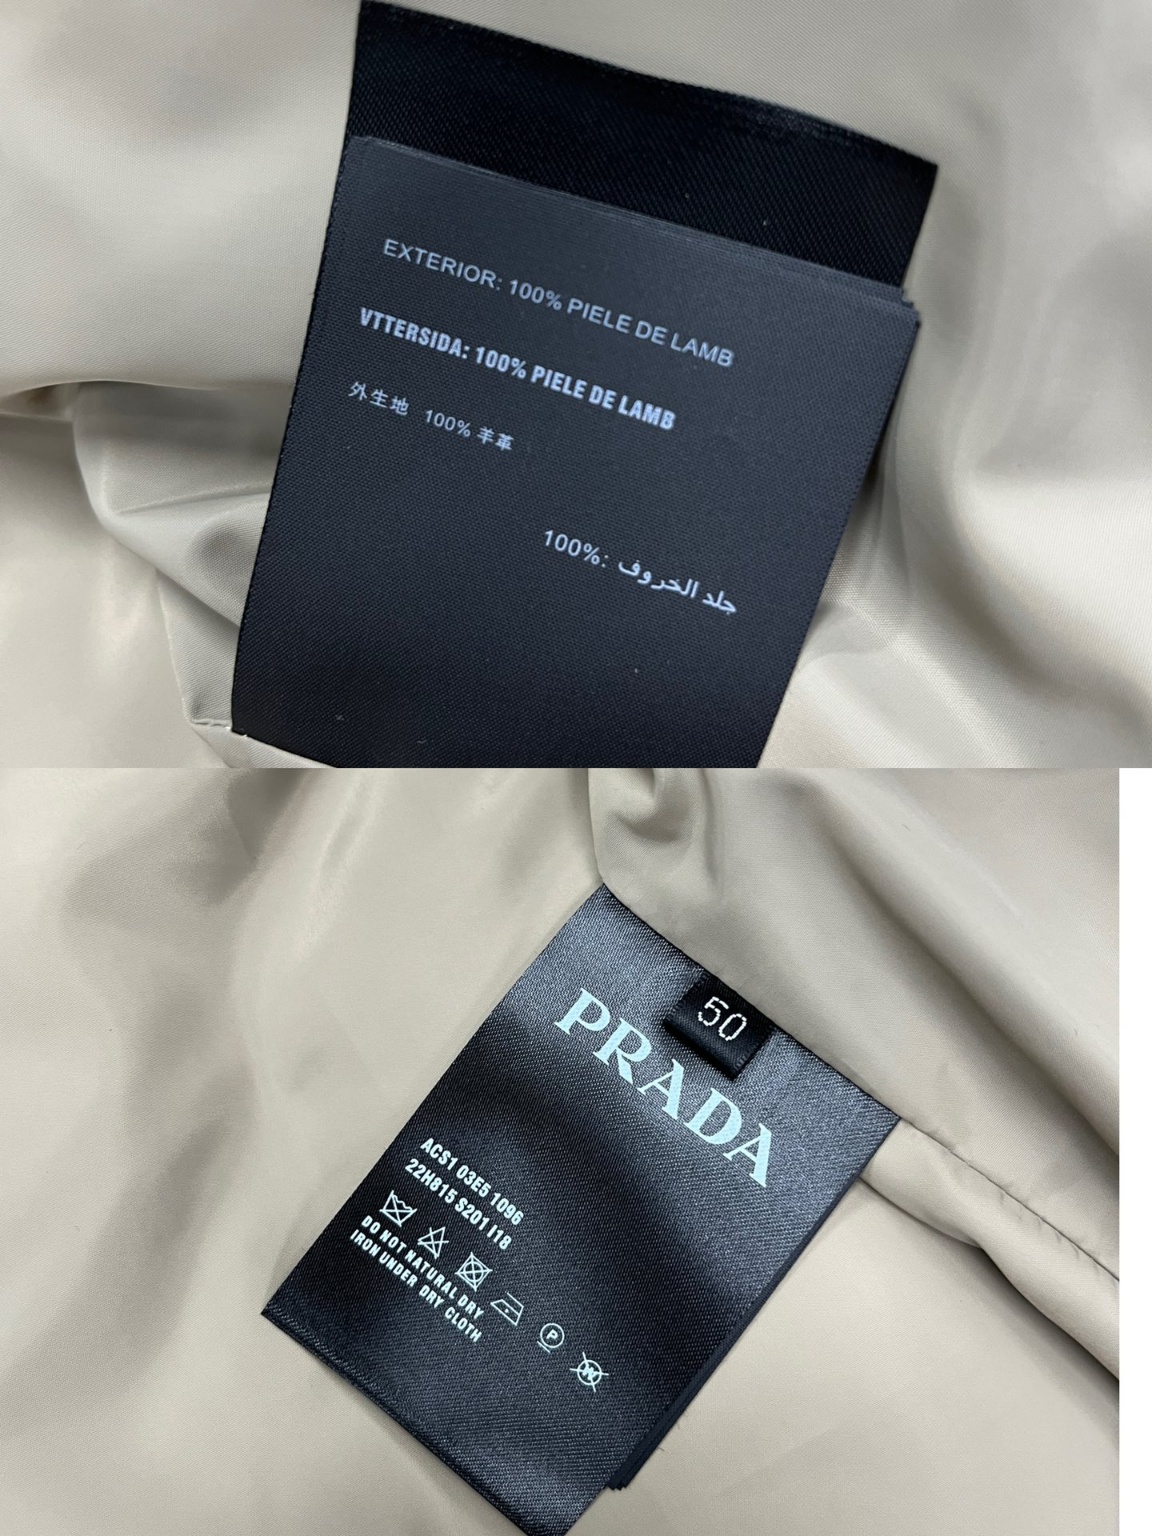 EXTERIOR: 100% PIELE DE LAMB
VTTERSIDA: 100% PIELE DE LAMB
外生地 100% 羊革
100%: جلد الخروف
50
PRADA
ACS1 03E5 1096
22H815 S201 I18
P
W
DO NOT NATURAL DRY
IRON UNDER DRY CLOTH